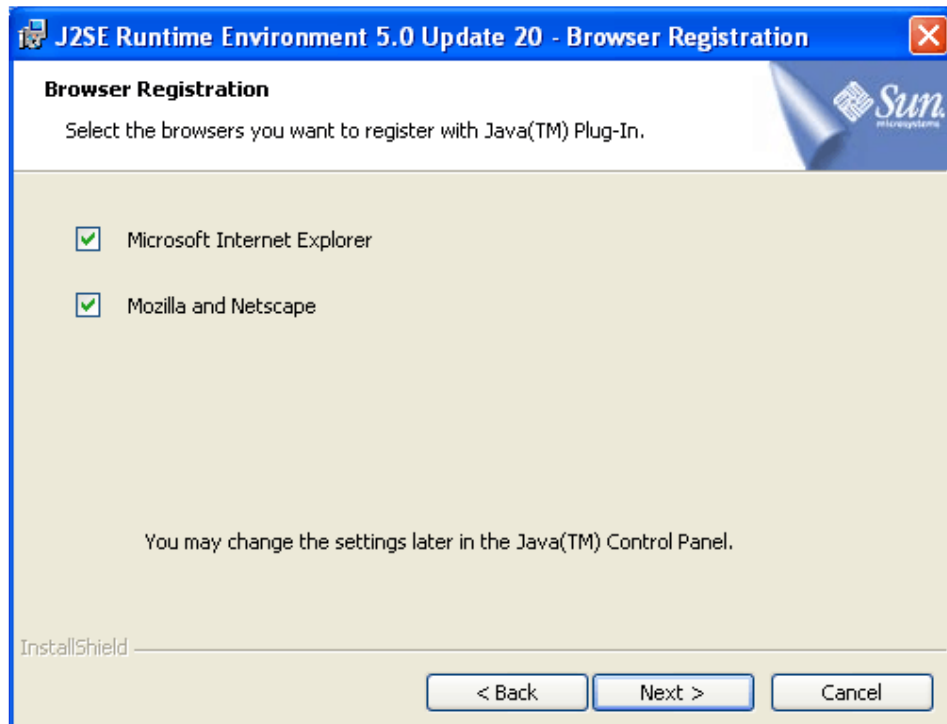 J2SE Runtime Environment 5.0 Update 20 - Browser Registration
Browser Registration
Select the browsers you want to register with Java(TM) Plug-In.
Sun
microsystems
Microsoft Internet Explorer
Mozilla and Netscape
You may change the settings later in the Java(TM) Control Panel.
InstallShield
< Back
Next >
Cancel